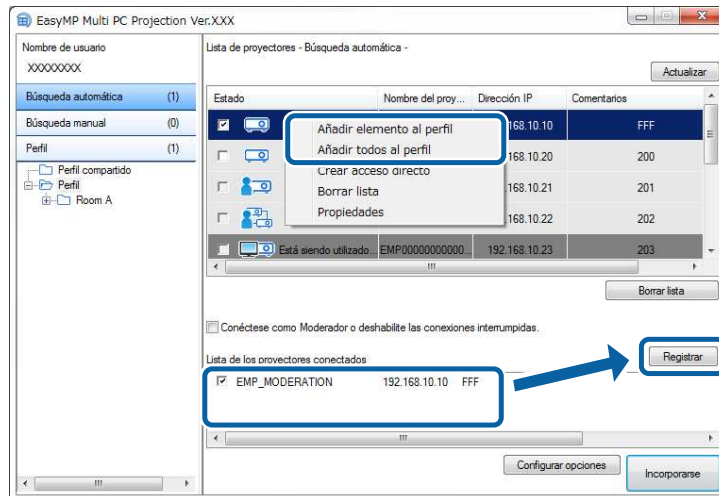 EasyMP Multi PC Projection Ver.XXX
Nombre de usuario
XXXXXXXX
Búsqueda automática (1)
Búsqueda manual (0)
Perfil (1)
Perfil compartido
Perfil
Room A
Lista de proyectores - Búsqueda automática -
Actualizar
Estado Nombre del proy... Dirección IP Comentarios
168.10.10 FFF
.168.10.20 200
.168.10.21 201
.168.10.22 202
Está siendo utilizado... EMP00000000000... 192.168.10.23 203
Añadir elemento al perfil
Añadir todos al perfil
Crear acceso directo
Borrar lista
Propiedades
Borrar lista
Conéctese como Moderador o deshabilite las conexiones interrumpidas.
Lista de los proyectores conectados
Registrar
EMP_MODERATION 192.168.10.10 FFF
Configurar opciones
Incorporarse